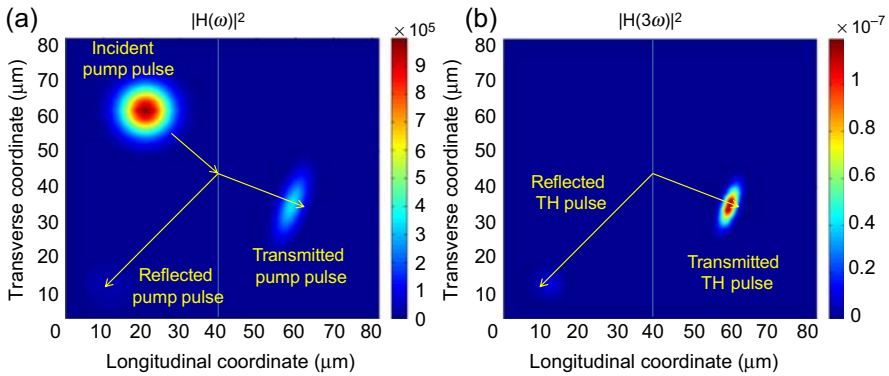 (a)
|H(ω)|²
× 10⁵
Transverse coordinate (μm)
80
70
60
50
40
30
20
10
0
10
20
30
40
50
60
70
80
Longitudinal coordinate (μm)
Incident
pump pulse
Transmitted
pump pulse
Reflected
pump pulse
9
8
7
6
5
4
3
2
1
0
(b)
|H(3ω)|²
× 10⁻⁷
Transverse coordinate (μm)
80
70
60
50
40
30
20
10
0
20
40
60
80
Longitudinal coordinate (μm)
Reflected
TH pulse
Transmitted
TH pulse
1
0.8
0.6
0.4
0.2
0